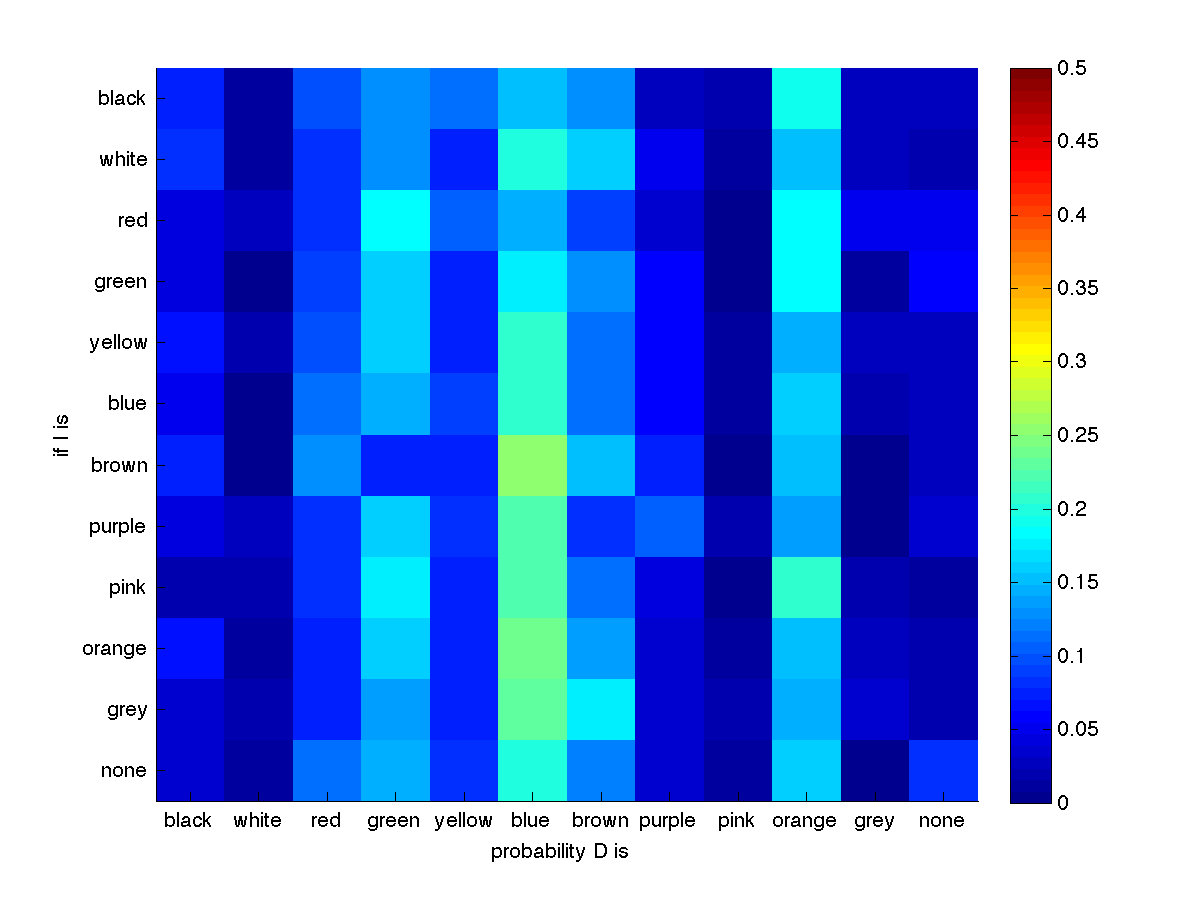 0.5
black
0.45
white
0.4
red
0.35
green
0.3
yellow
0.25
blue
if I is
brown
0.2
purple
0.15
pink
0.1
orange
0.05
grey
none
0
black white red green yellow blue brown purple pink orange grey none
probability D is